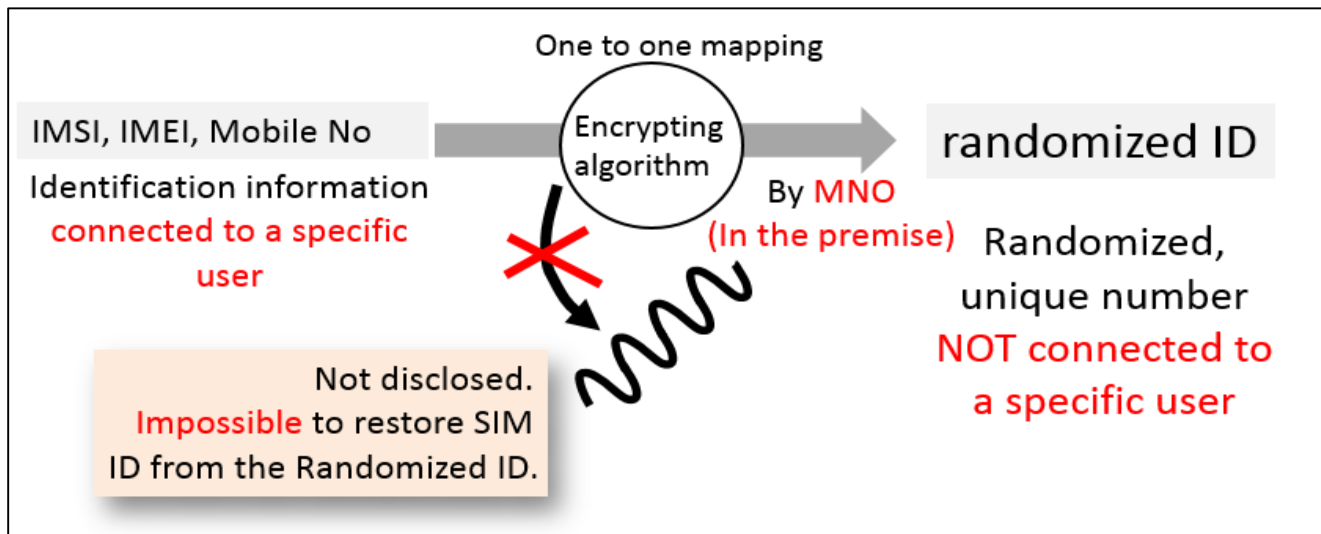 One to one mapping
IMSI, IMEI, Mobile No
Identification information
connected to a specific
user
Encrypting
algorithm
By MNO
(In the premise)
randomized ID
Randomized,
unique number
NOT connected to
a specific user
Not disclosed.
Impossible to restore SIM
ID from the Randomized ID.